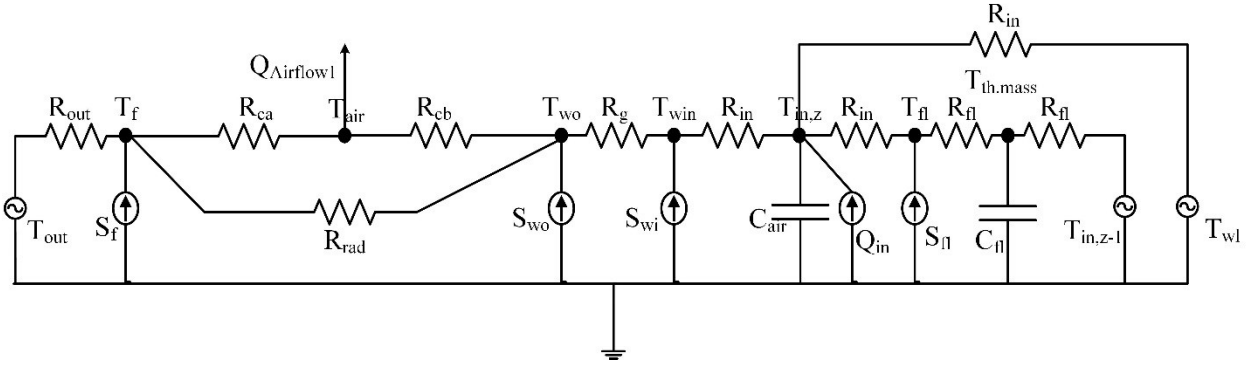 R_in
Q_Airflow1
T_th.mass
R_out T_f R_ca T_air R_cb T_wo R_g T_win R_in T_in,z R_in T_fl R_fl R_fl
T_out S_f R_rad S_wo S_wi C_air Q_in S_fl C_fl T_in,z-1 T_wl